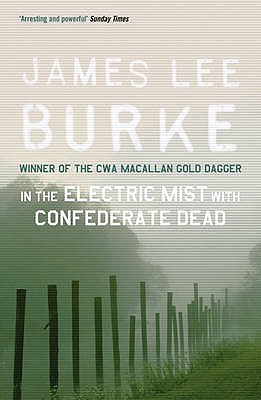 'Arresting and powerful' Sunday Times
JAMES LEE
BURKE
WINNER OF THE CWA MACALLAN GOLD DAGGER
IN THE ELECTRIC MIST WITH
CONFEDERATE DEAD